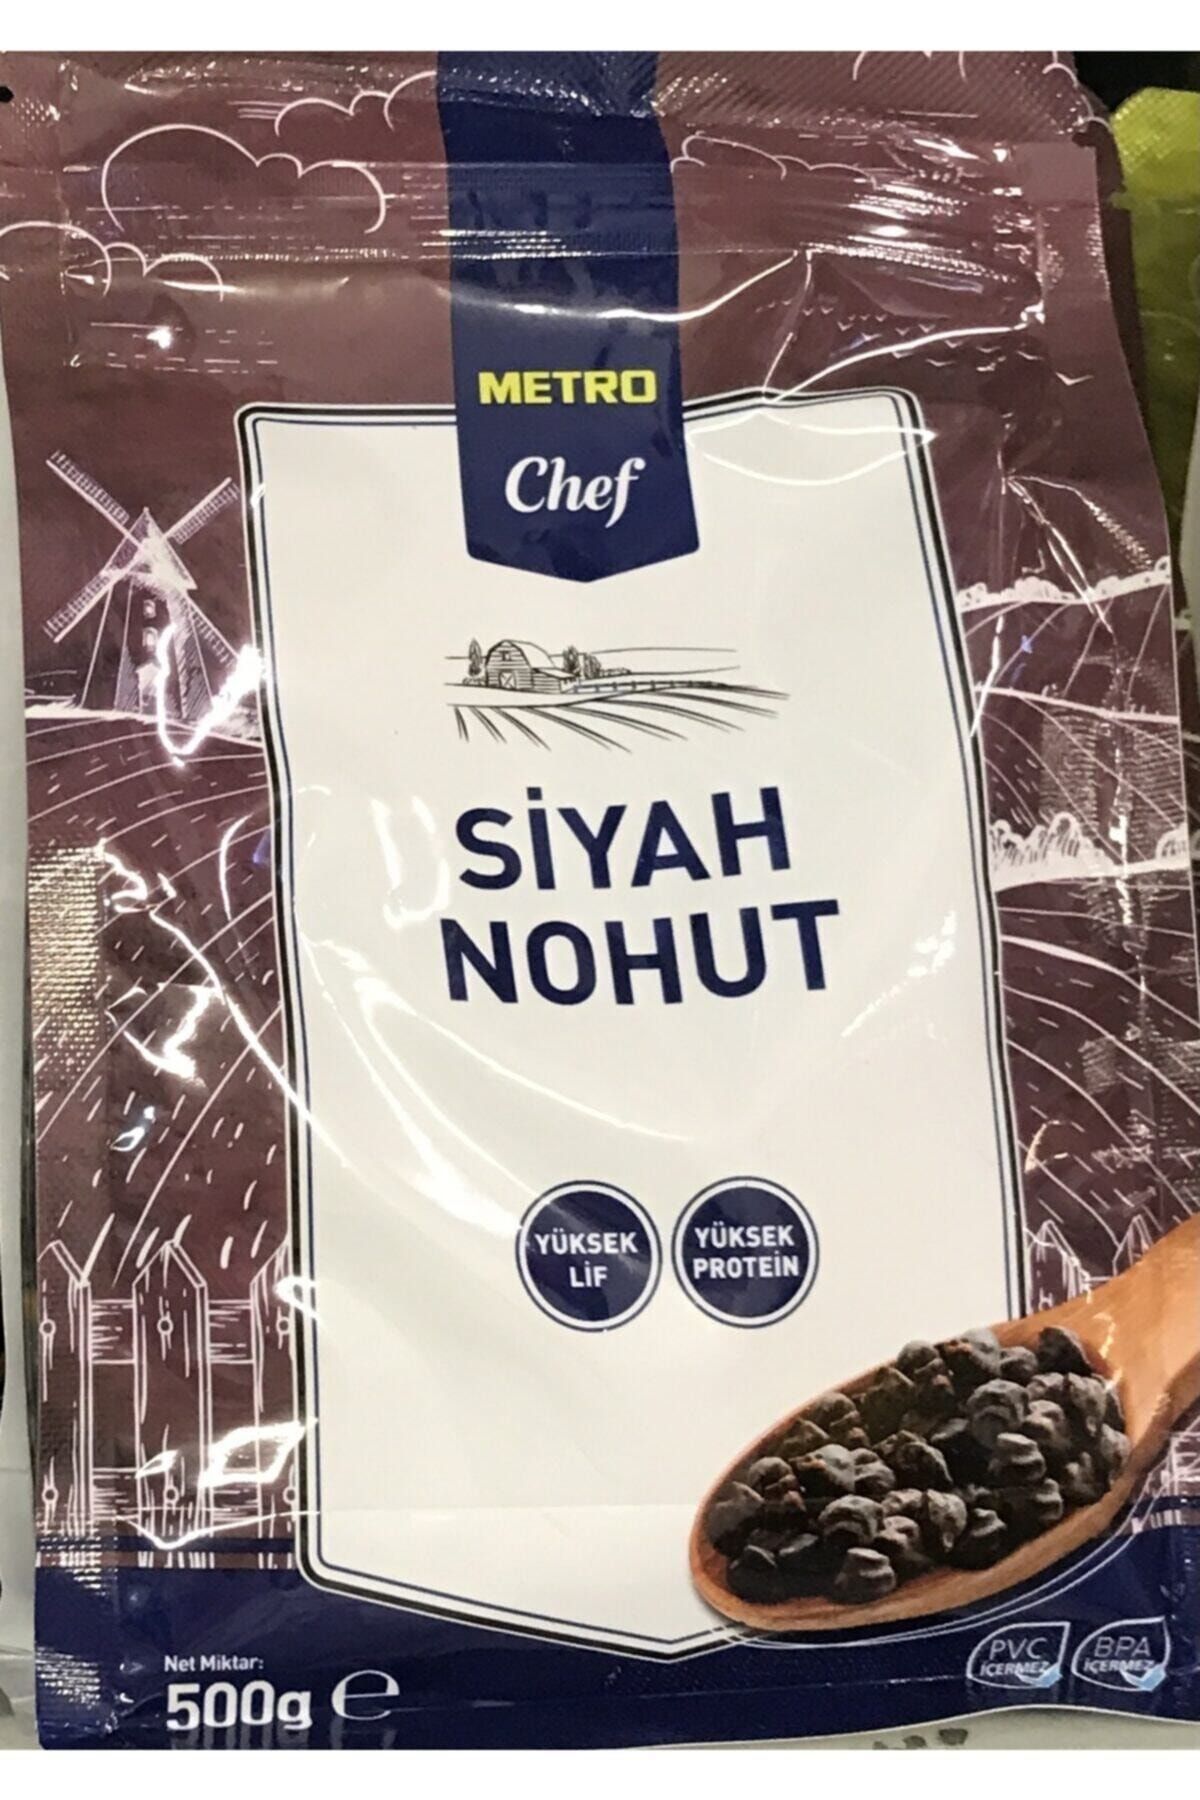 METRO
Chef
SİYAH
NOHUT
YÜKSEK
LİF
YÜKSEK
PROTEİN
PVC
İÇERMEZ
BPA
İÇERMEZ
Net Miktar:
500g ℮